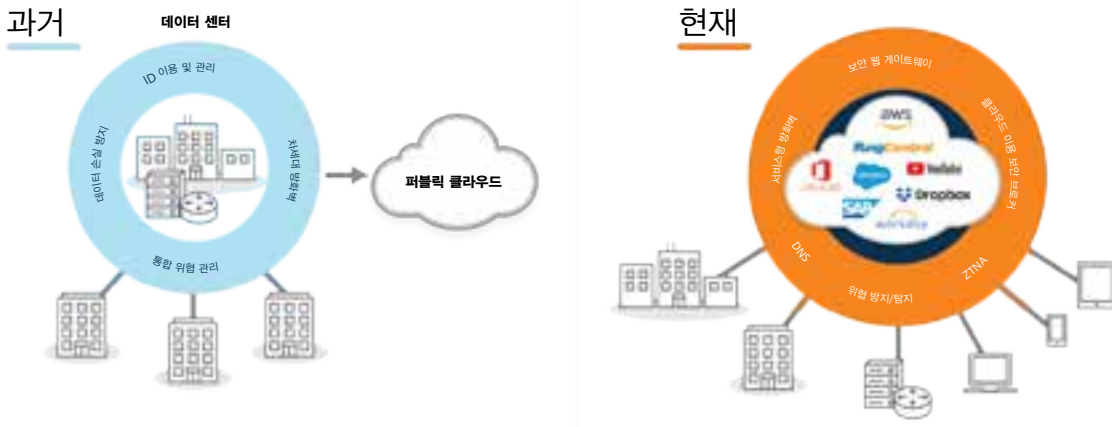 과거
데이터 센터
ID 이용 및 관리
데이터 손실 방지
차세대 방화벽
통합 위협 관리
퍼블릭 클라우드
현재
보안 웹 게이트웨이
서비스형 방화벽
클라우드 이용 보안 브로커
aws
RingCentral
YouTube
Dropbox
SAP
workday
DNS
ZTNA
위협 방지/탐지